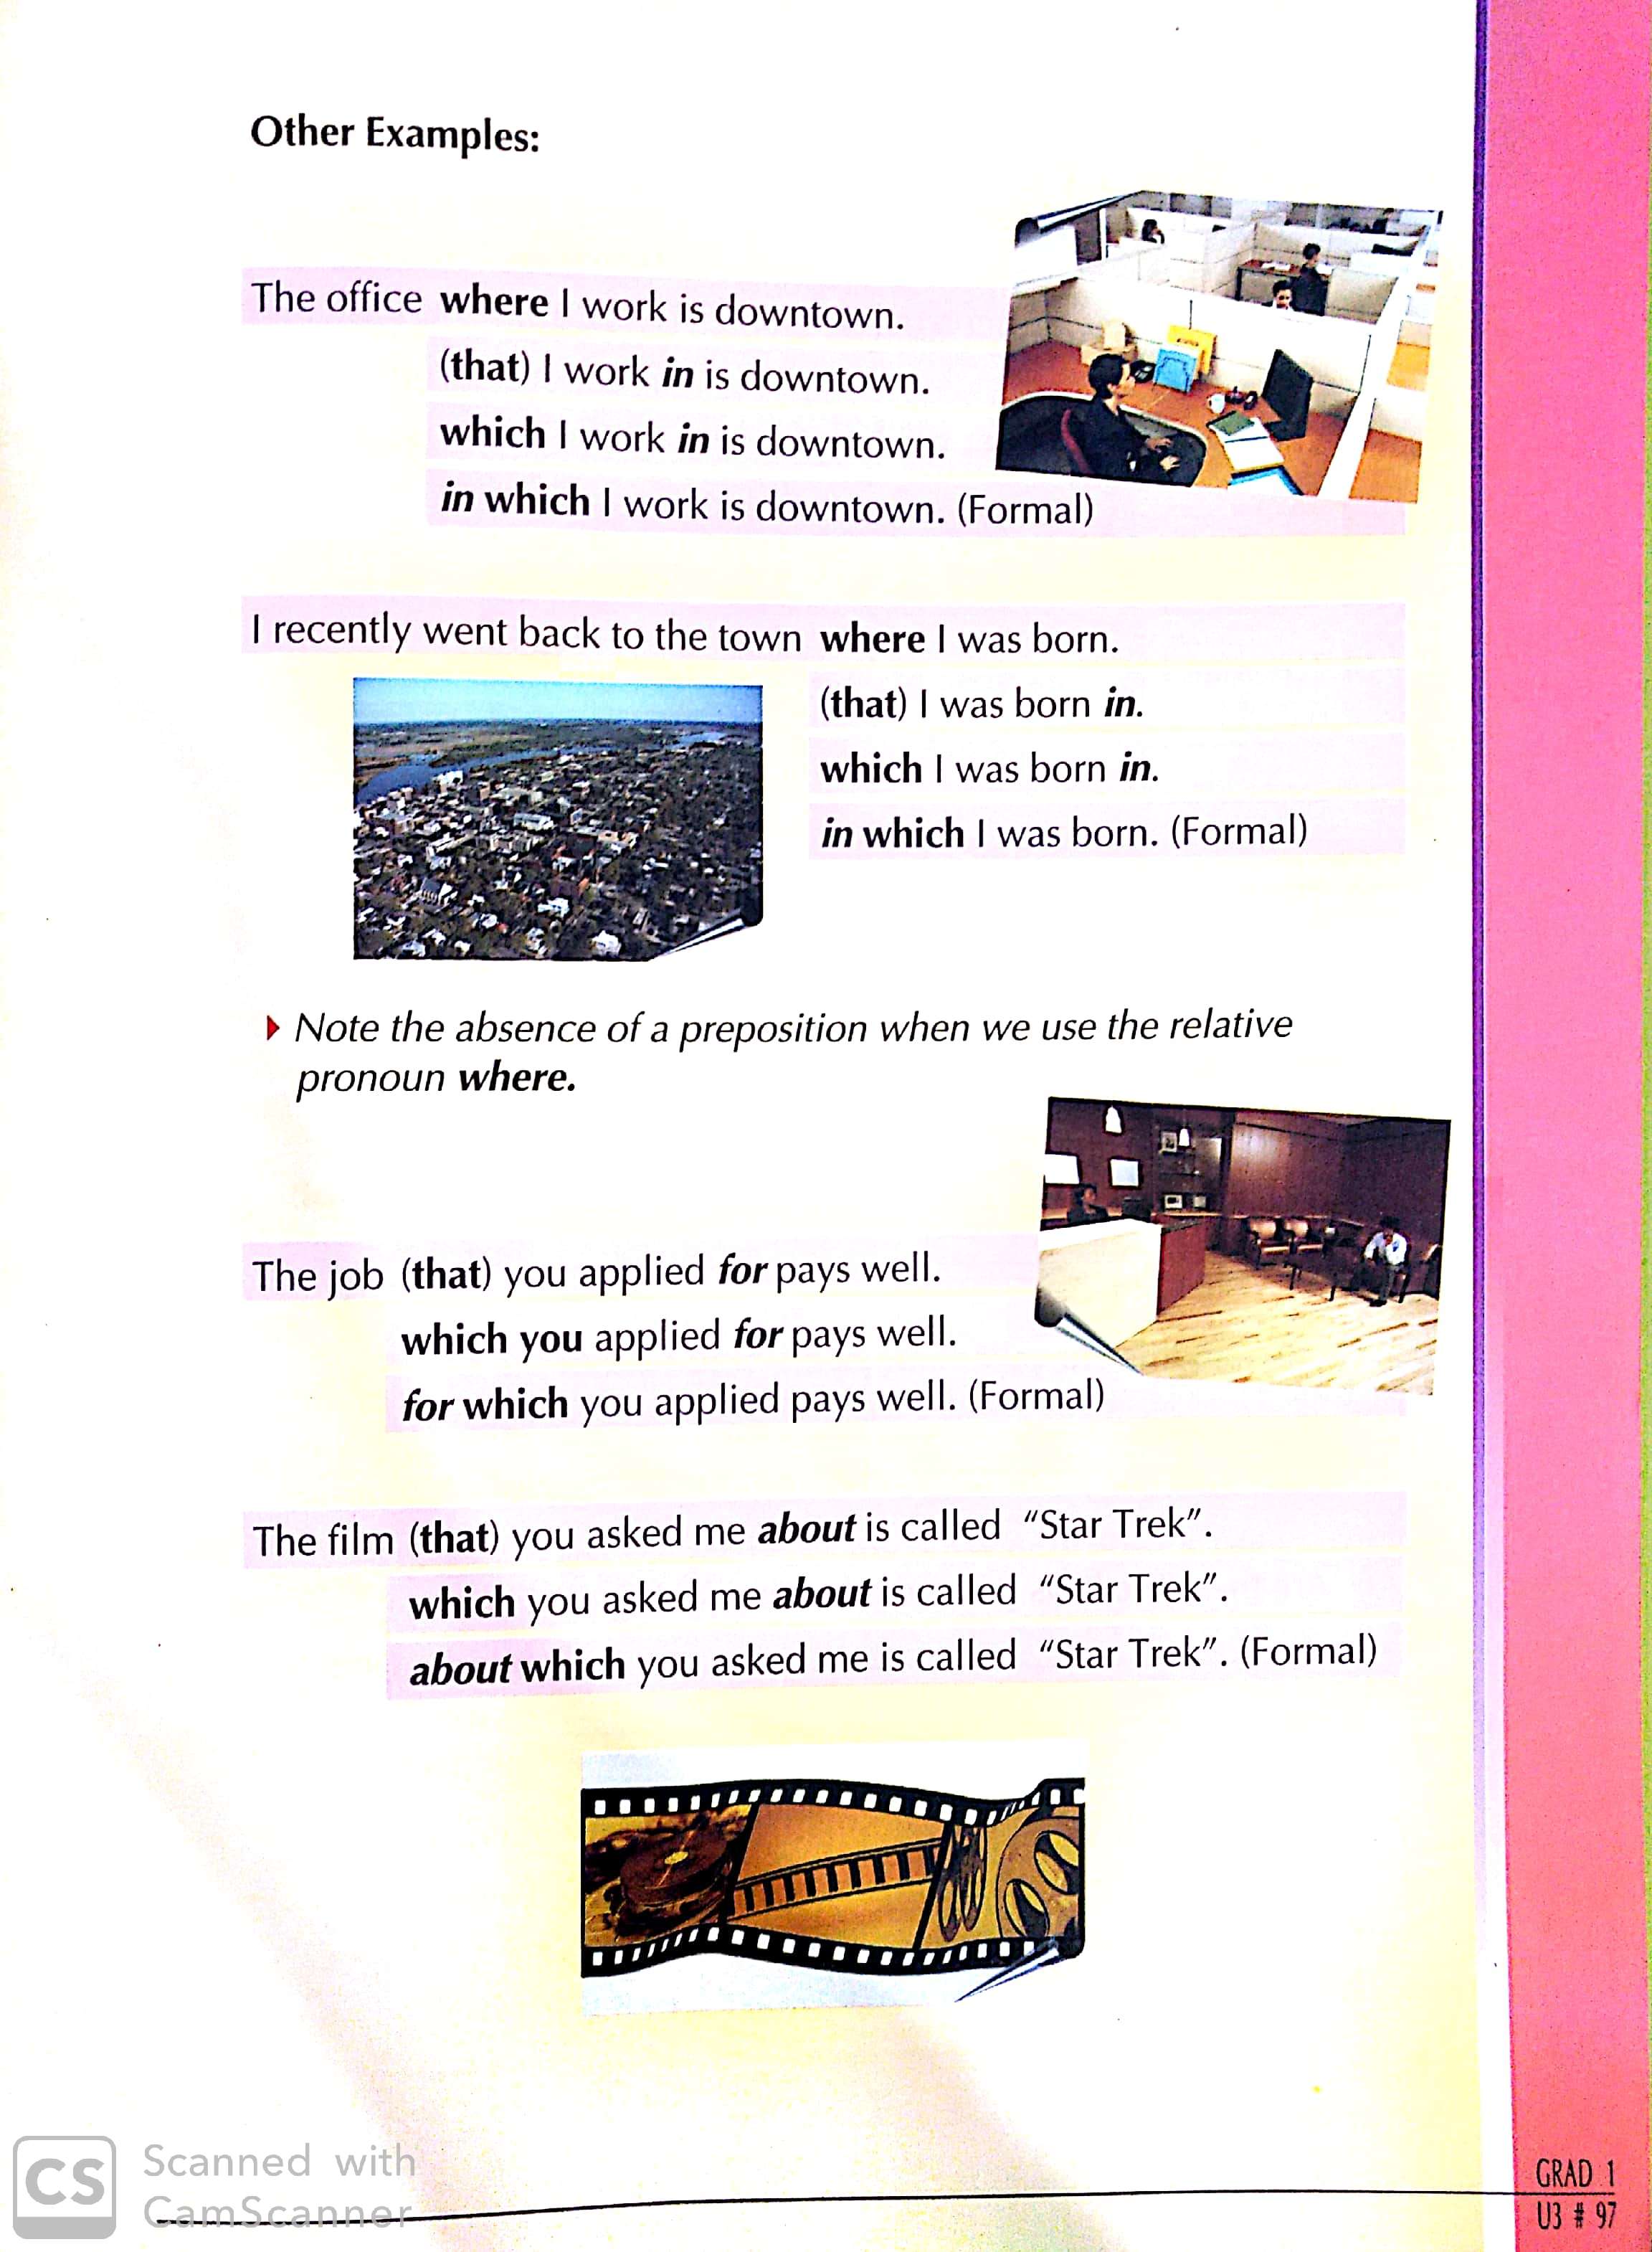 Other Examples:
The office where I work is downtown.
(that) I work in is downtown.
which I work in is downtown.
in which I work is downtown. (Formal)
I recently went back to the town where I was born.
(that) I was born in.
which I was born in.
in which I was born. (Formal)
Note the absence of a preposition when we use the relative
pronoun where.
The job (that) you applied for pays well.
which you applied for pays well.
for which you applied pays well. (Formal)
The film (that) you asked me about is called “Star Trek”.
which you asked me about is called “Star Trek”.
about which you asked me is called “Star Trek”. (Formal)
CS
Scanned with
CamScanner
GRAD 1
U3 # 97